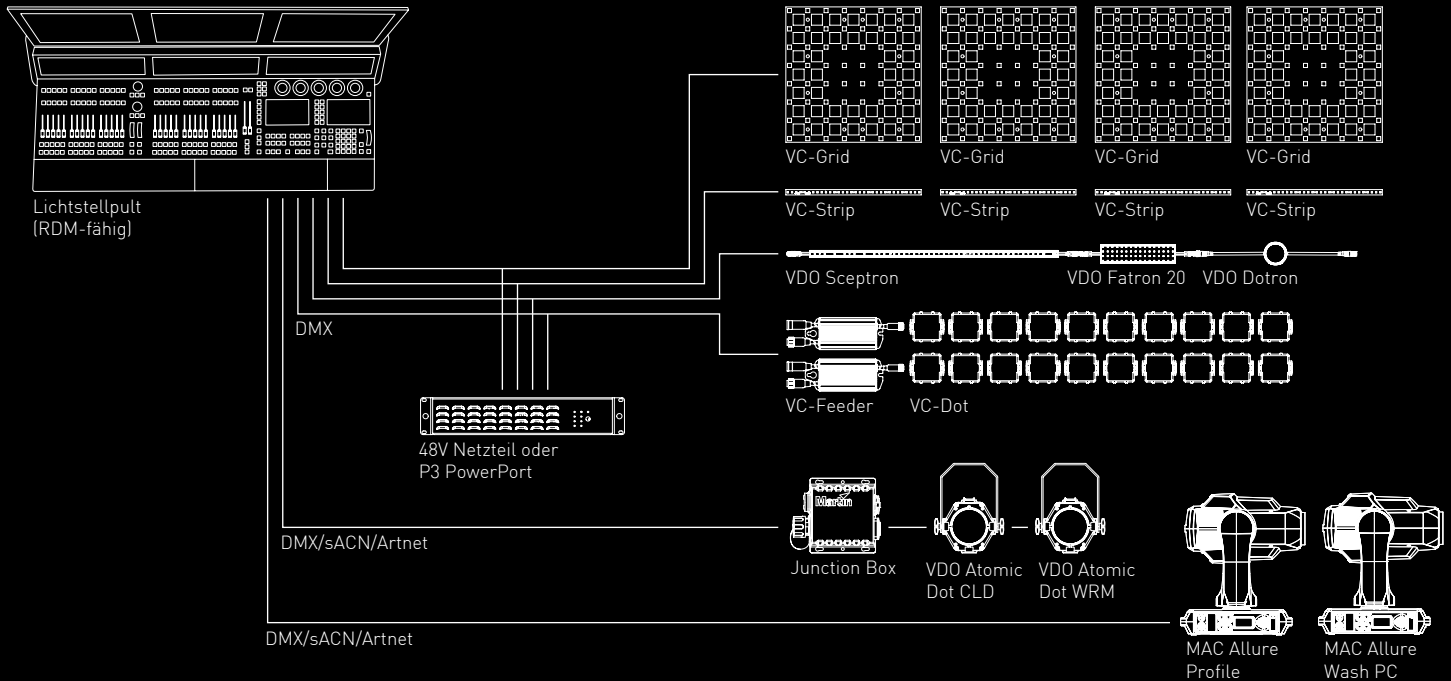 VC-Grid
VC-Grid
VC-Grid
VC-Grid
Lichtstellpult
(RDM-fähig)
VC-Strip
VC-Strip
VC-Strip
VC-Strip
VDO Sceptron
VDO Fatron 20
VDO Dotron
DMX
VC-Feeder
VC-Dot
48V Netzteil oder
P3 PowerPort
Martin
DMX/sACN/Artnet
Junction Box
VDO Atomic
Dot CLD
VDO Atomic
Dot WRM
DMX/sACN/Artnet
MAC Allure
Profile
MAC Allure
Wash PC